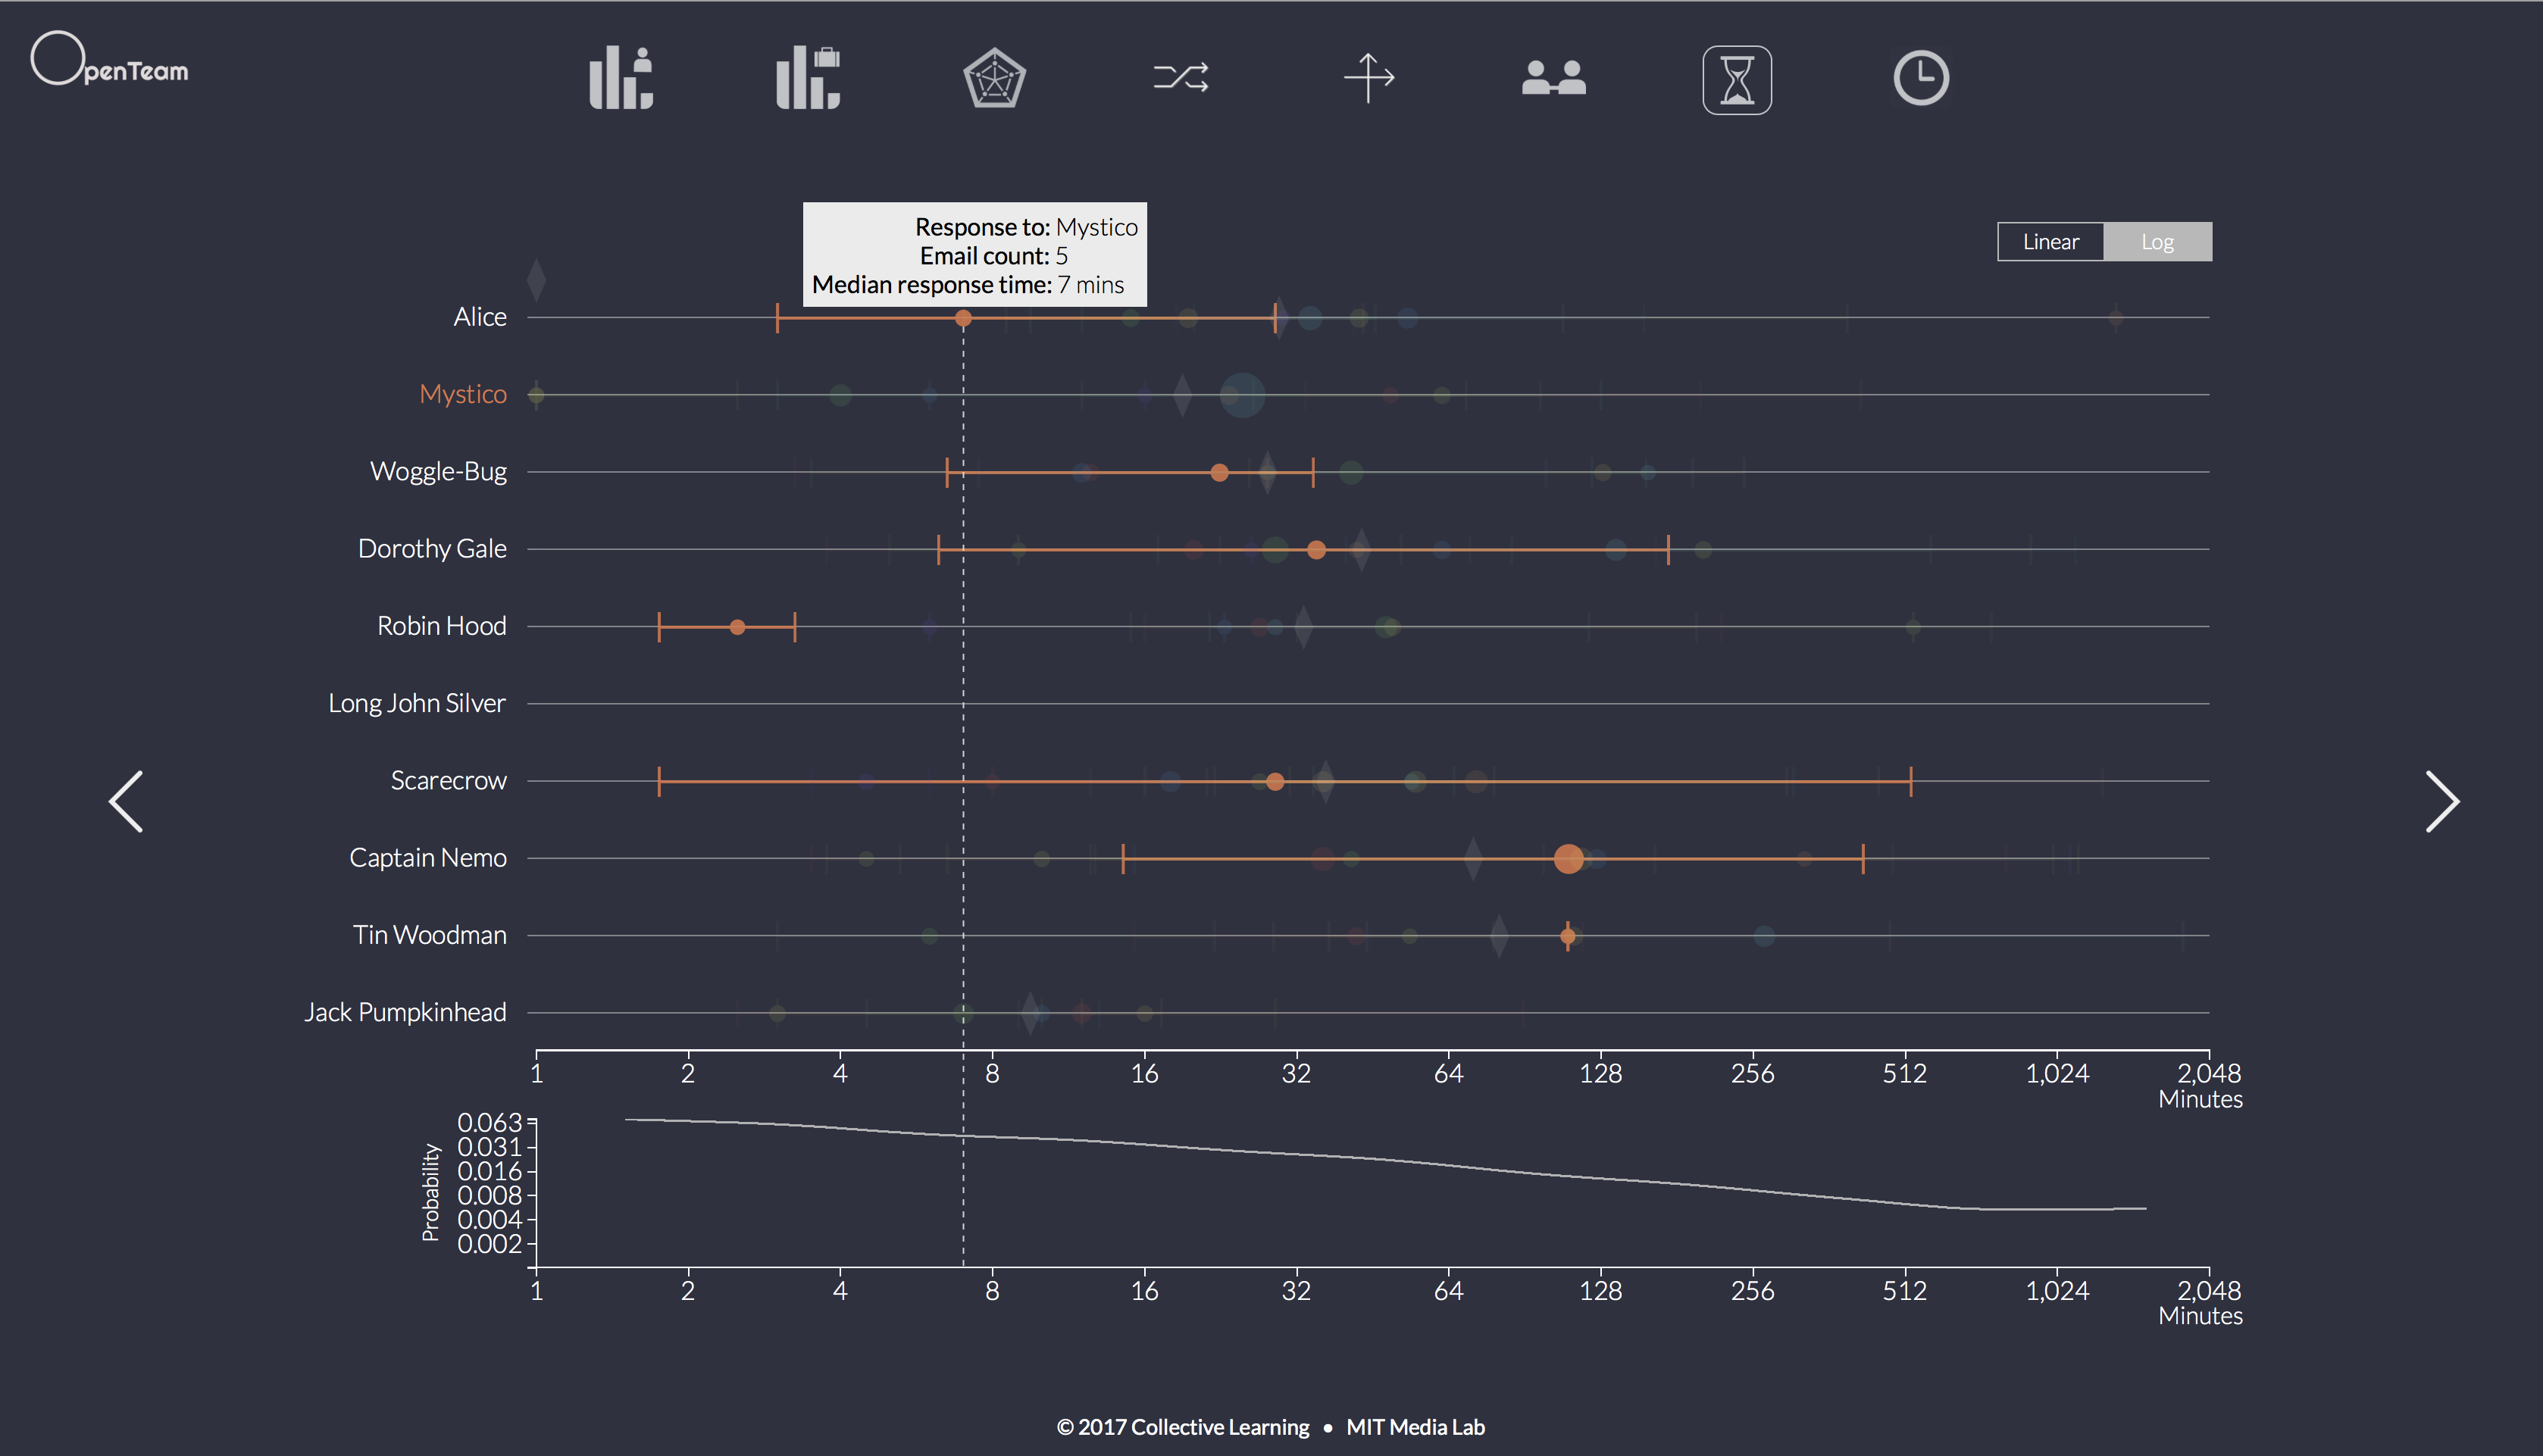 OpenTeam
Response to: Mystico
Email count: 5
Median response time: 7 mins
Linear Log
Alice
Mystico
Woggle-Bug
Dorothy Gale
Robin Hood
Long John Silver
Scarecrow
Captain Nemo
Tin Woodman
Jack Pumpkinhead
1 2 4 8 16 32 64 128 256 512 1,024 2,048
Minutes
Probability
0.063
0.031
0.016
0.008
0.004
0.002
1 2 4 8 16 32 64 128 256 512 1,024 2,048
Minutes
© 2017 Collective Learning • MIT Media Lab